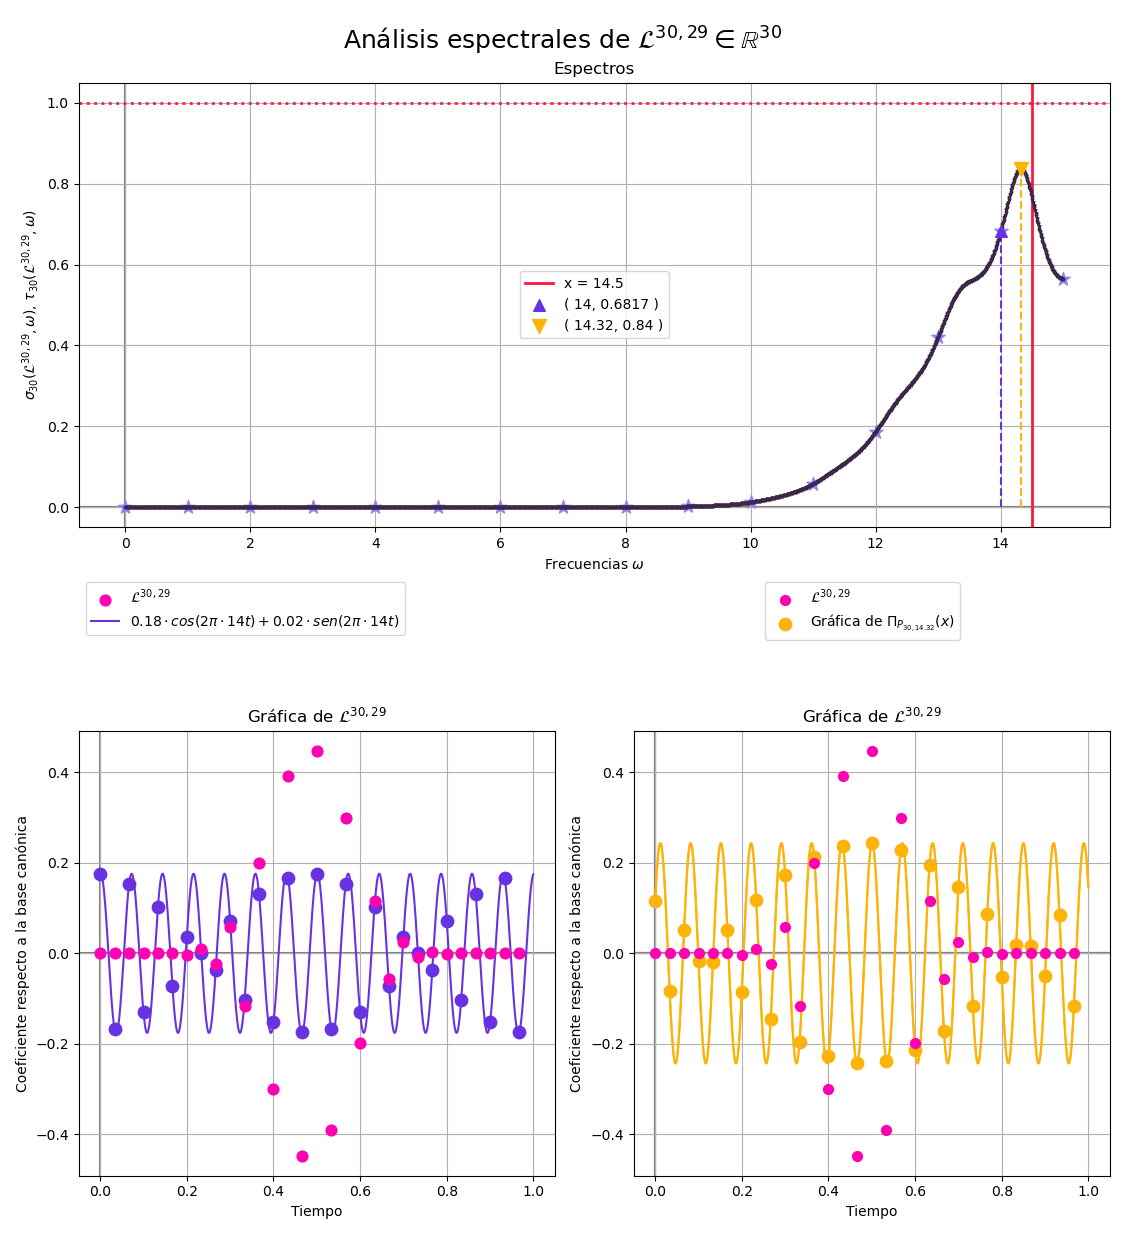 Análisis espectrales de 𝓛^{30,29} ∈ ℝ^{30}
Espectros
σ_{30}(𝓛^{30,29}, ω), τ_{30}(𝓛^{30,29}, ω)
1.0
0.8
0.6
0.4
0.2
0.0
x = 14.5
( 14, 0.6817 )
( 14.32, 0.84 )
0 2 4 6 8 10 12 14
Frecuencias ω
𝓛^{30,29}
0.18 · cos(2π · 14t) + 0.02 · sen(2π · 14t)
𝓛^{30,29}
Gráfica de Π_{P_{30,14.32}}(x)
Gráfica de 𝓛^{30,29}
Coeficiente respecto a la base canónica
0.4
0.2
0.0
−0.2
−0.4
0.0 0.2 0.4 0.6 0.8 1.0
Tiempo
Gráfica de 𝓛^{30,29}
Coeficiente respecto a la base canónica
0.4
0.2
0.0
−0.2
−0.4
0.0 0.2 0.4 0.6 0.8 1.0
Tiempo